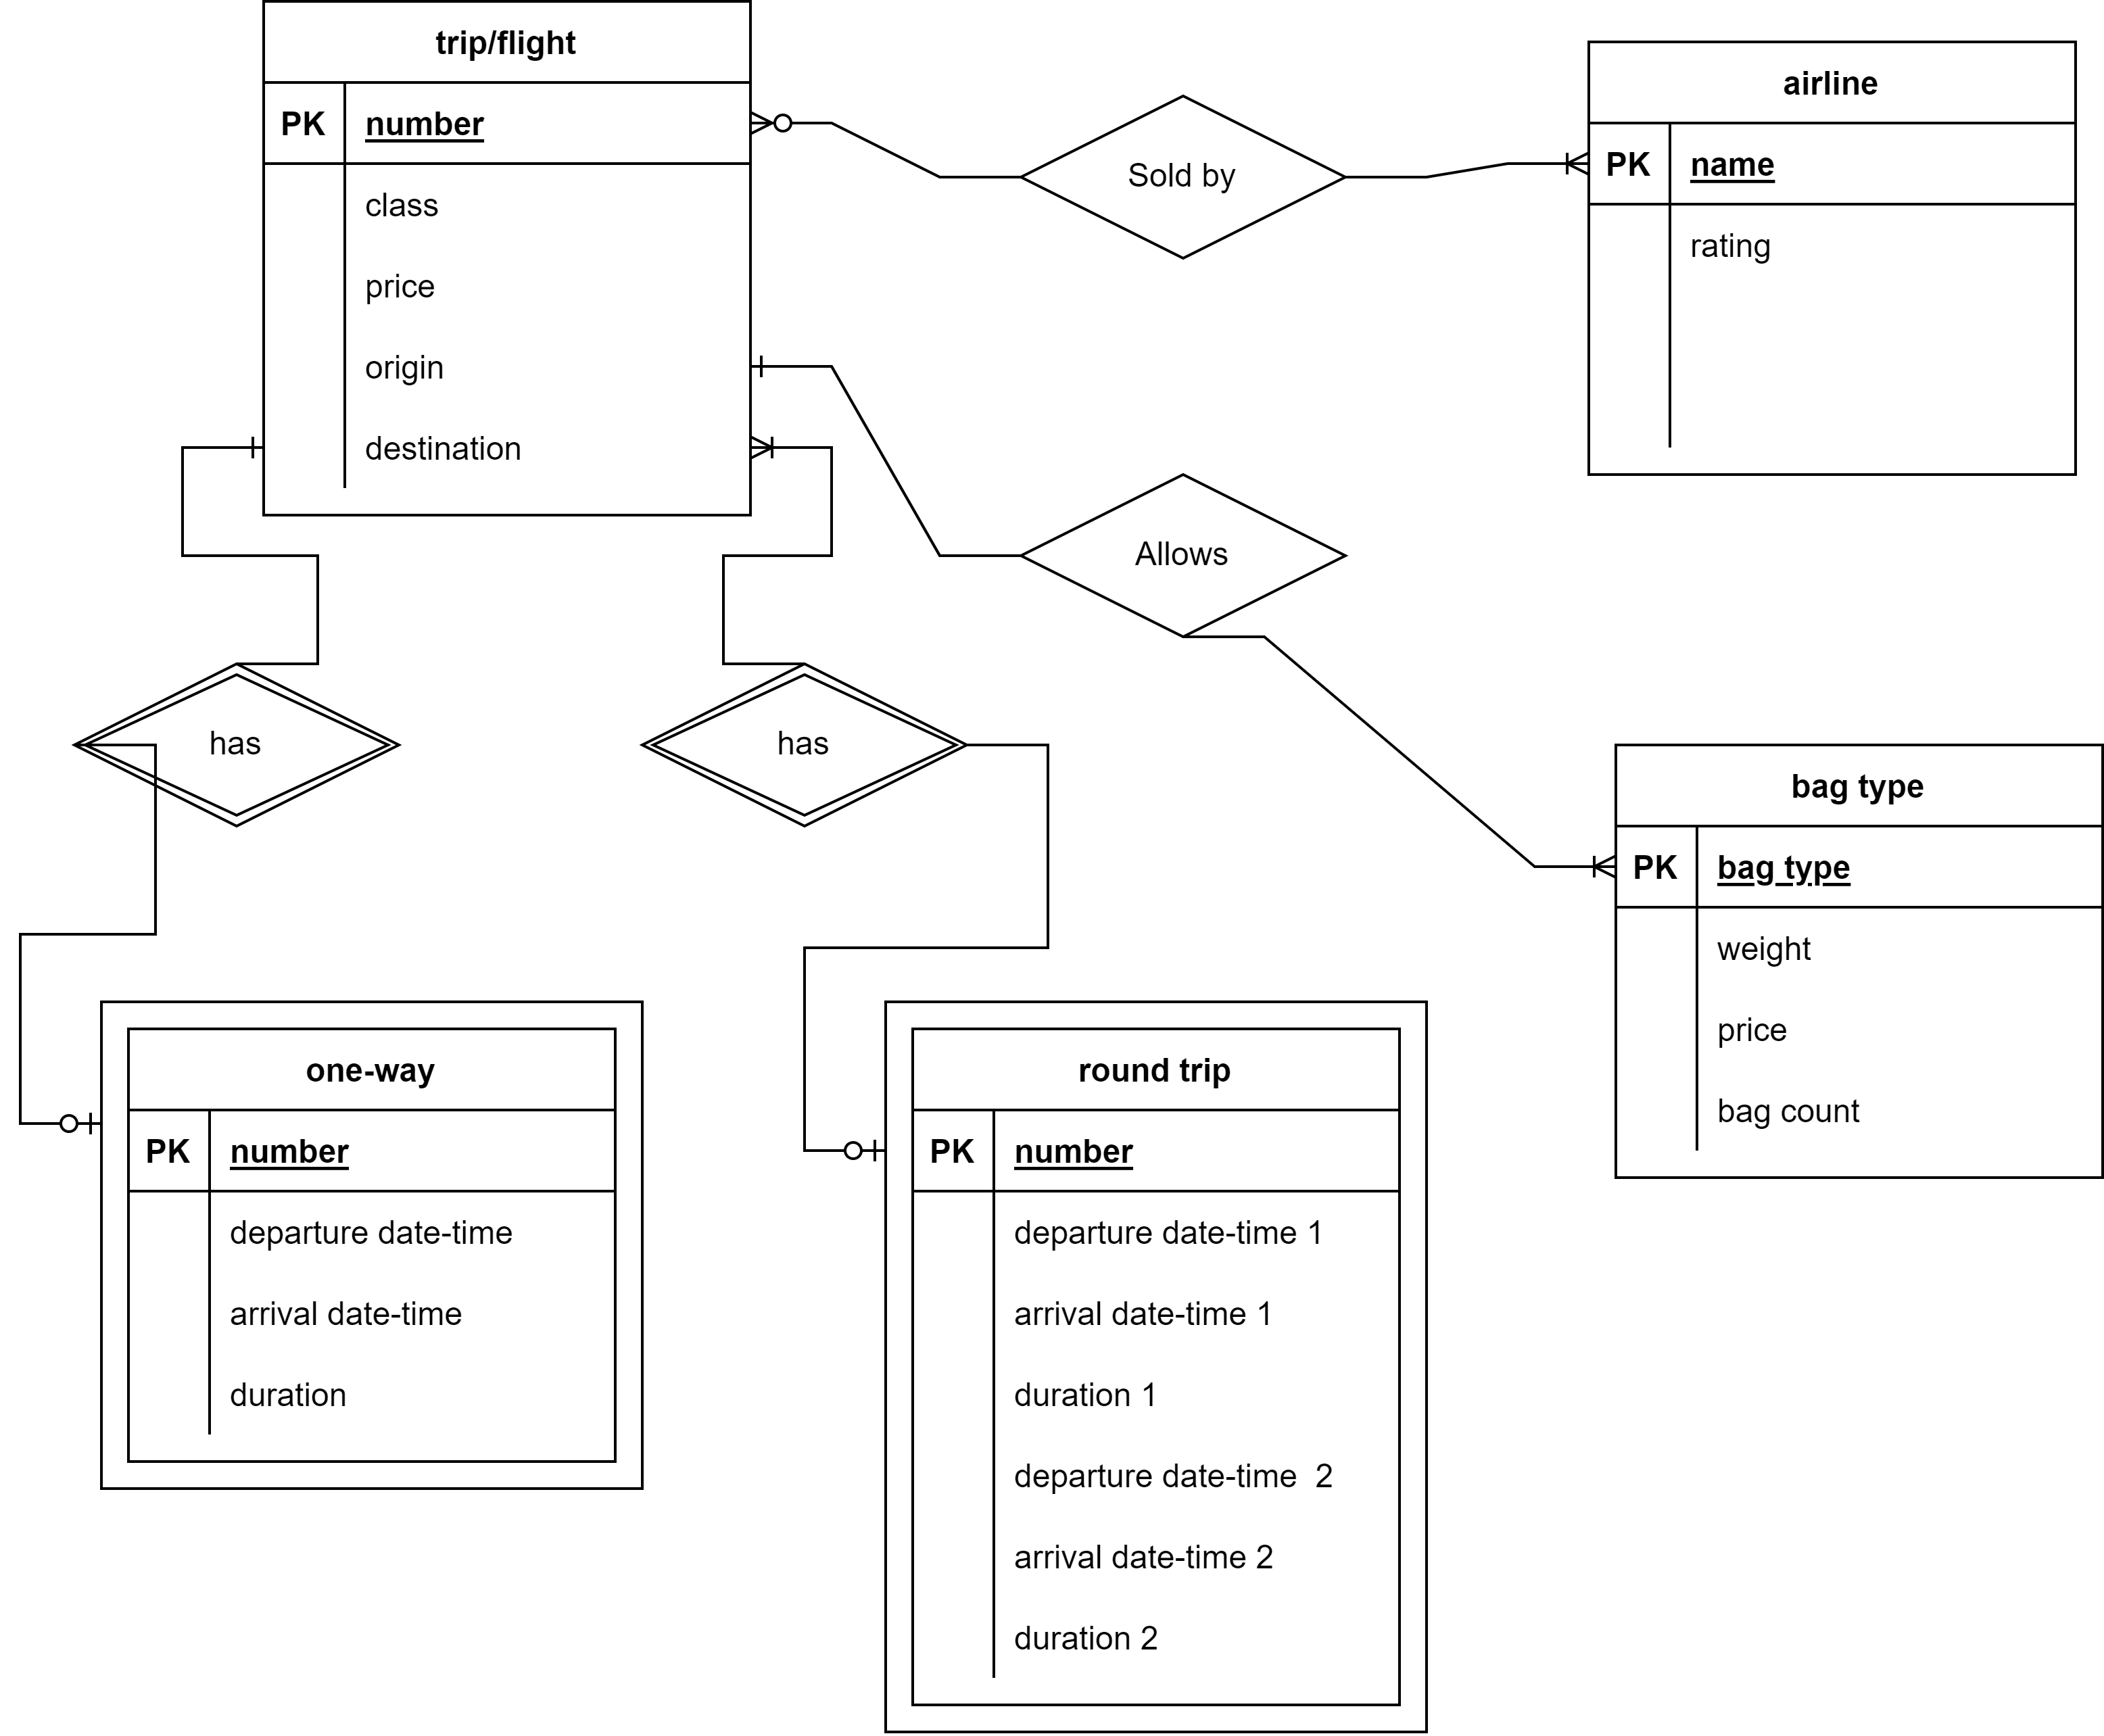 trip/flight
PK number
class
price
origin
destination
Sold by
airline
PK name
rating
Allows
has
has
bag type
PK bag type
weight
price
bag count
one-way
PK number
departure date-time
arrival date-time
duration
round trip
PK number
departure date-time 1
arrival date-time 1
duration 1
departure date-time  2
arrival date-time 2
duration 2